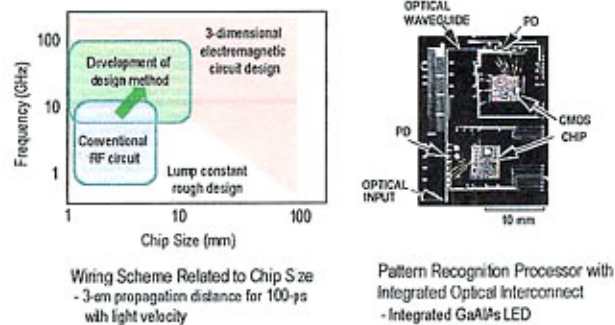 Frequency (GHz)
100
10
1
Development of
design method
Conventional
RF circuit
3-dimensional
electromagnetic
circuit design
Lump constant
rough design
1
10
100
Chip Size (mm)
Wiring Scheme Related to Chip Size
- 3-cm propagation distance for 100-ps
with light velocity
OPTICAL
WAVEGUIDE
PD
CMOS
CHIP
PD
OPTICAL
INPUT
10 mm
Pattern Recognition Processor with
Integrated Optical Interconnect
- Integrated GaAlAs LED